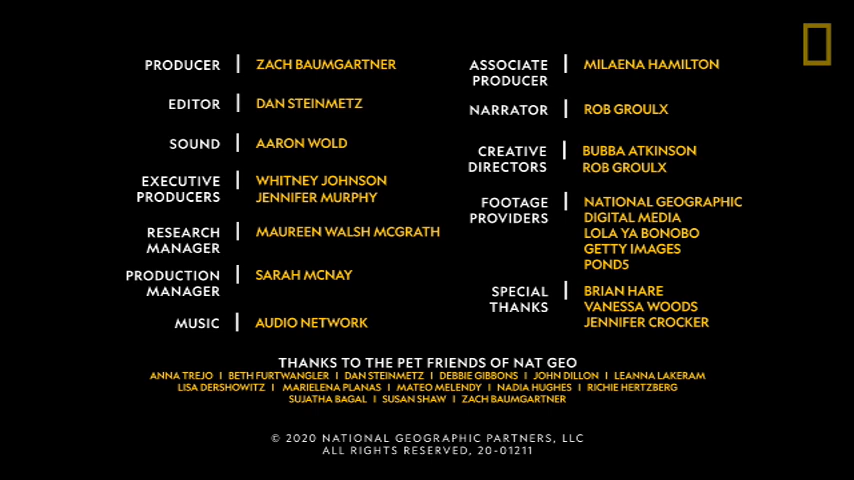 PRODUCER | ZACH BAUMGARTNER
EDITOR | DAN STEINMETZ
SOUND | AARON WOLD
EXECUTIVE | WHITNEY JOHNSON
PRODUCERS JENNIFER MURPHY
RESEARCH | MAUREEN WALSH MCGRATH
MANAGER
PRODUCTION | SARAH MCNAY
MANAGER
MUSIC | AUDIO NETWORK
ASSOCIATE | MILAENA HAMILTON
PRODUCER
NARRATOR | ROB GROULX
CREATIVE | BUBBA ATKINSON
DIRECTORS ROB GROULX
FOOTAGE | NATIONAL GEOGRAPHIC
PROVIDERS DIGITAL MEDIA
LOLA YA BONOBO
GETTY IMAGES
POND5
SPECIAL | BRIAN HARE
THANKS VANESSA WOODS
JENNIFER CROCKER
THANKS TO THE PET FRIENDS OF NAT GEO
ANNA TREJO | BETH FURTWANGLER | DAN STEINMETZ | DEBBIE GIBBONS | JOHN DILLON | LEANNA LAKERAM
LISA DERSHOWITZ | MARIELENA PLANAS | MATEO MELENDY | NADIA HUGHES | RICHIE HERTZBERG
SUJATHA BAGAL | SUSAN SHAW | ZACH BAUMGARTNER
© 2020 NATIONAL GEOGRAPHIC PARTNERS, LLC
ALL RIGHTS RESERVED, 20-01211